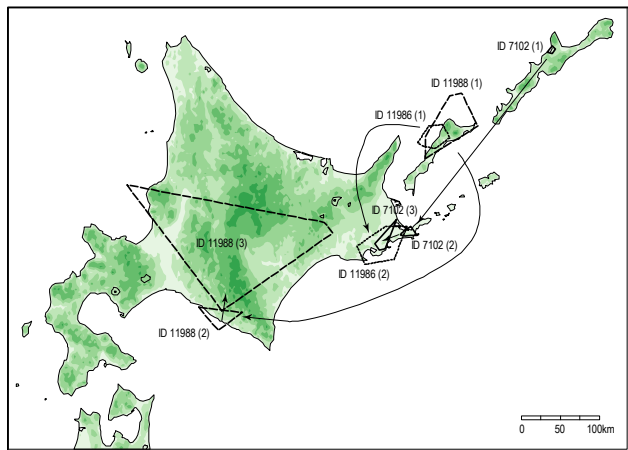 ID 7102 (1)
ID 11988 (1)
ID 11986 (1)
ID 7102 (3)
ID 11988 (3)
ID 7102 (2)
ID 11986 (2)
ID 11988 (2)
0 50 100km